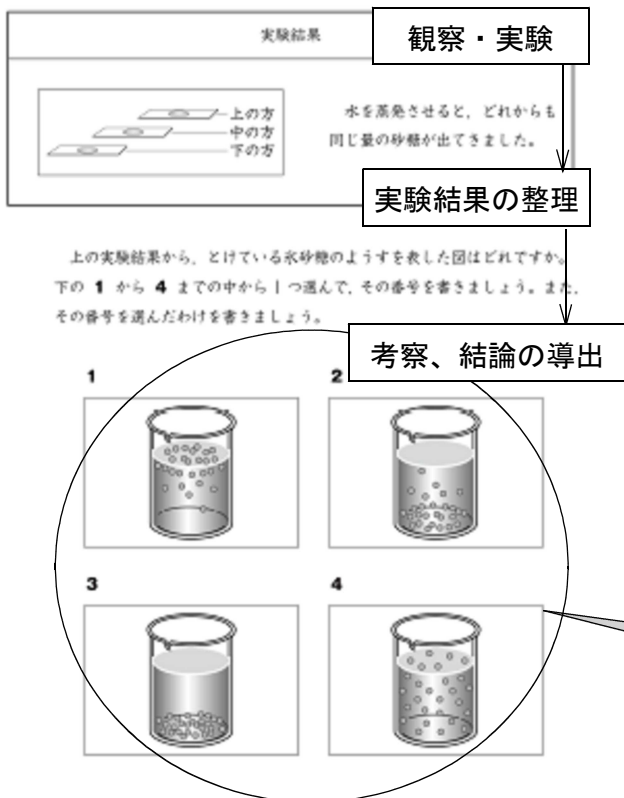 実験結果
観察・実験
上の方
中の方
下の方
水を蒸発させると、どれからも
同じ量の砂糖が出てきました。
実験結果の整理
上の実験結果から、とけている氷砂糖のようすを表した図はどれですか。
下の 1 から 4 までの中から1つ選んで、その番号を書きましょう。また、
その番号を選んだわけを書きましょう。
考察、結論の導出
1
2
3
4